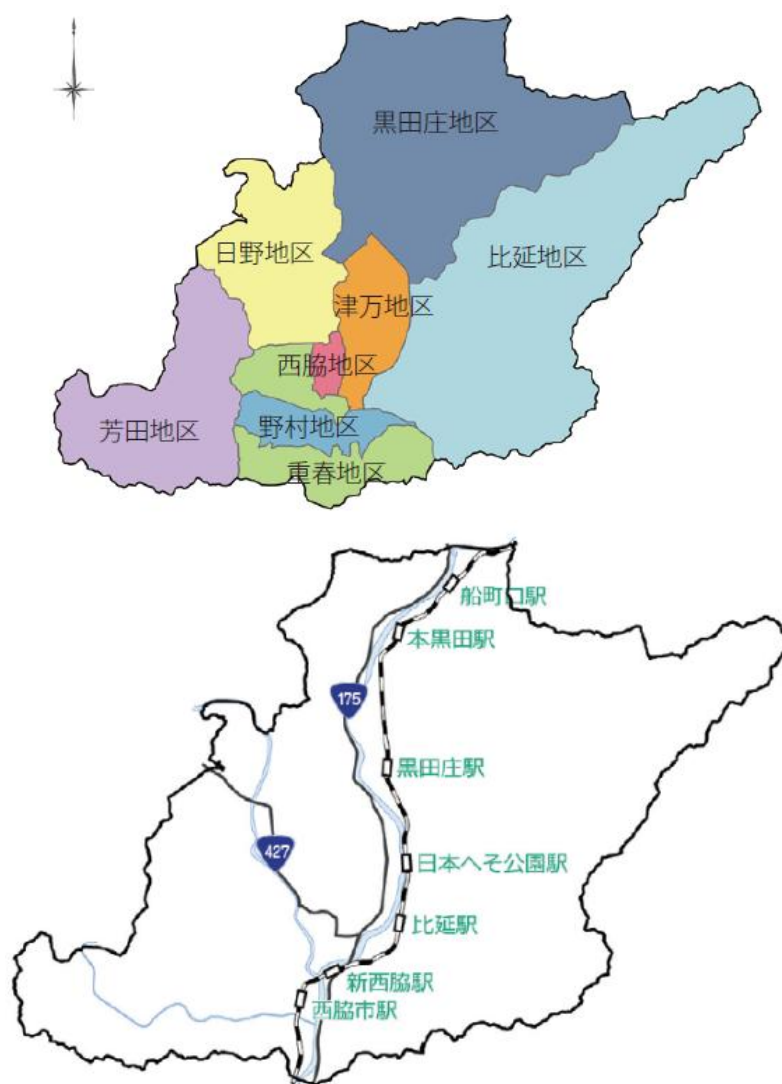 黒田庄地区
日野地区
比延地区
津万地区
西脇地区
芳田地区
野村地区
重春地区
船町口駅
本黒田駅
175
黒田庄駅
427
日本へそ公園駅
比延駅
新西脇駅
西脇市駅